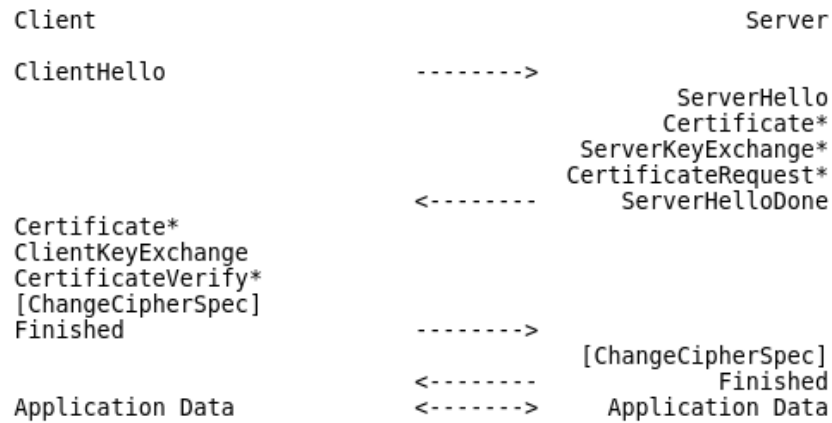 Client Server
ClientHello -------->
ServerHello
Certificate*
ServerKeyExchange*
CertificateRequest*
<-------- ServerHelloDone
Certificate*
ClientKeyExchange
CertificateVerify*
[ChangeCipherSpec]
Finished -------->
[ChangeCipherSpec]
<-------- Finished
Application Data <-------> Application Data